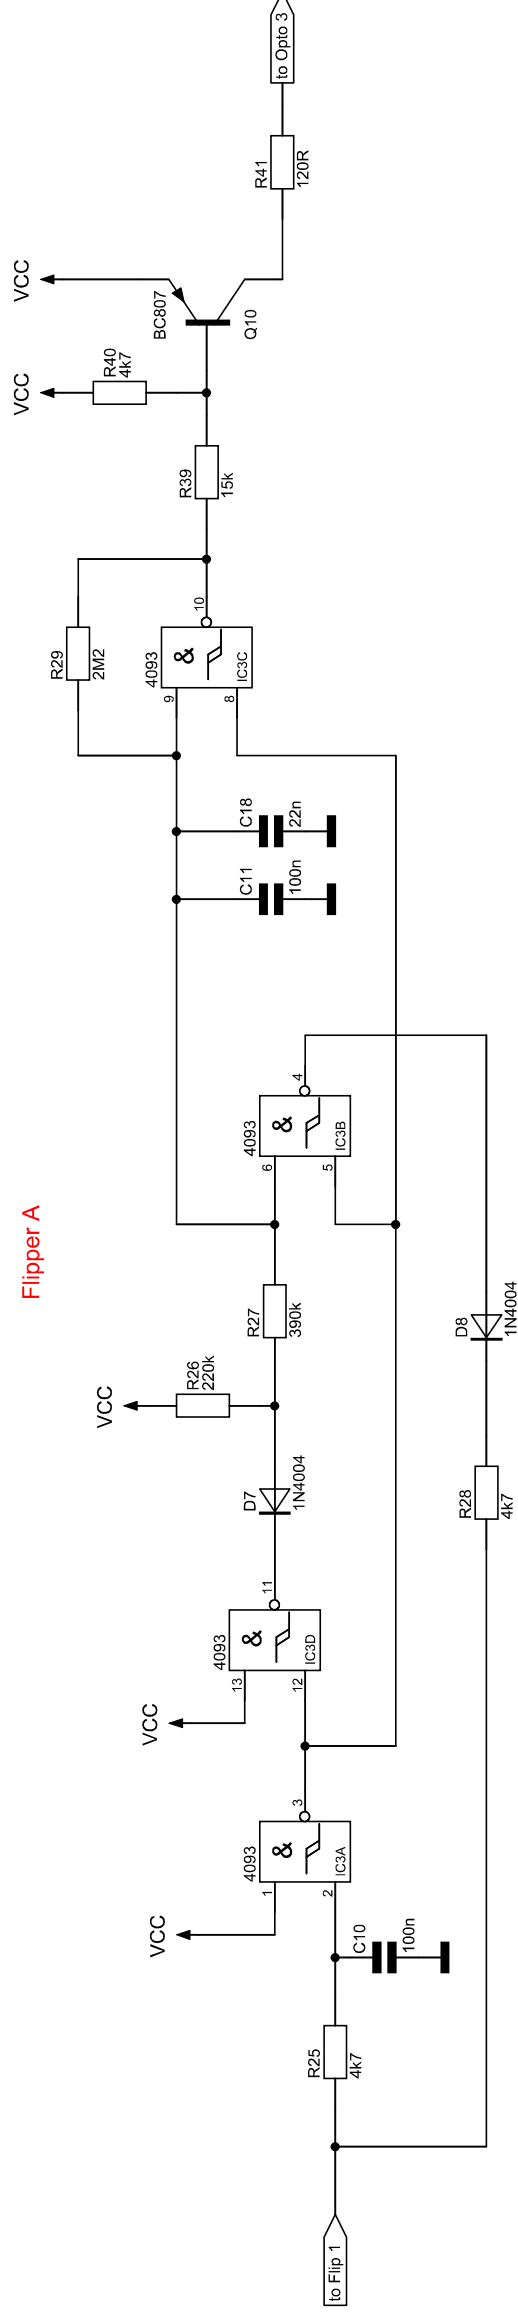 Flipper A
to Flip 1
R25
4k7
C10
100n
VCC
1
2
4093
&
IC3A
3
VCC
13
12
4093
&
IC3D
11
D7
1N4004
VCC
R26
220k
R27
390k
R28
4k7
D8
1N4004
6
5
4093
&
IC3B
4
C11
100n
C18
22n
9
8
4093
&
IC3C
10
R29
2M2
R39
15k
VCC
R40
4k7
VCC
BC807
Q10
R41
120R
to Opto 3